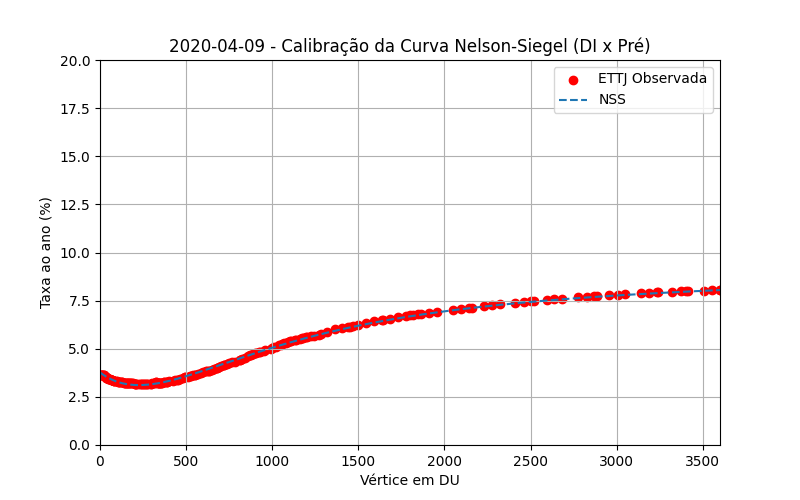 2020-04-09 - Calibração da Curva Nelson-Siegel (DI x Pré)
20.0
17.5
15.0
12.5
10.0
7.5
5.0
2.5
0.0
Taxa ao ano (%)
ETTJ Observada
NSS
0 500 1000 1500 2000 2500 3000 3500
Vértice em DU